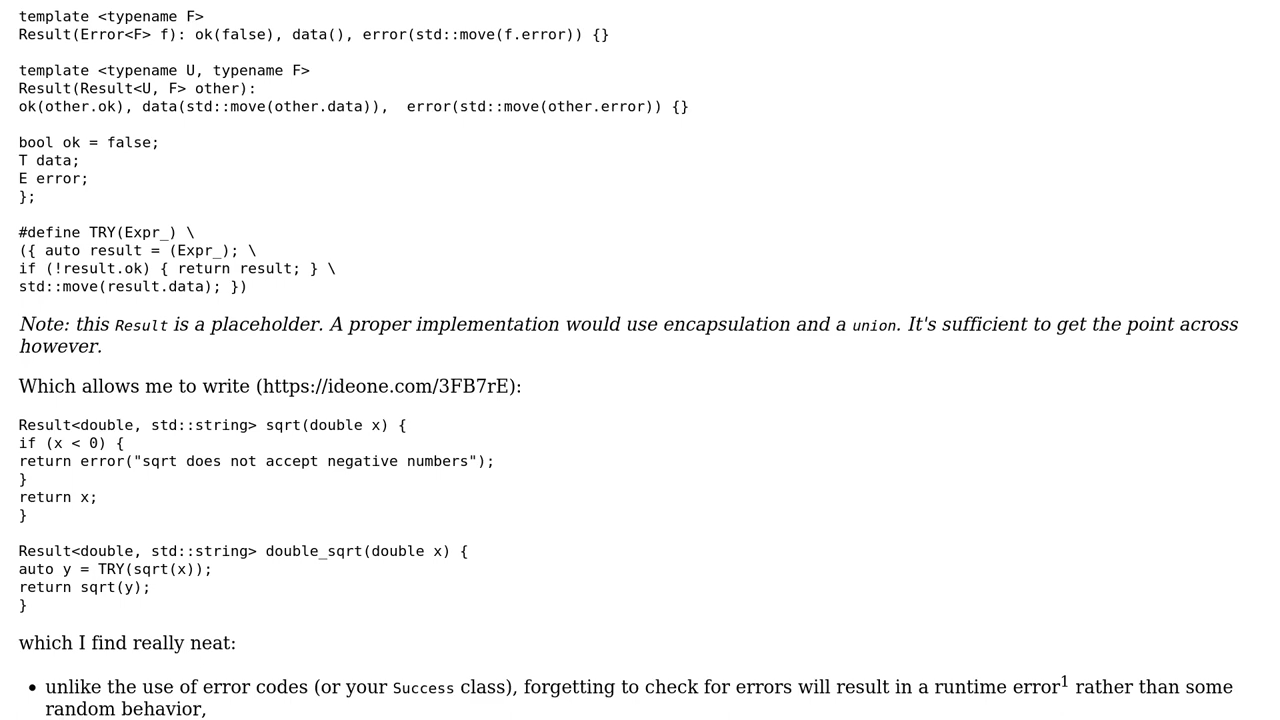 template <typename F>
Result(Error<F> f): ok(false), data(), error(std::move(f.error)) {}
template <typename U, typename F>
Result(Result<U, F> other):
ok(other.ok), data(std::move(other.data)),  error(std::move(other.error)) {}
bool ok = false;
T data;
E error;
};
#define TRY(Expr_) \
({ auto result = (Expr_); \
if (!result.ok) { return result; } \
std::move(result.data); })
Note: this Result is a placeholder. A proper implementation would use encapsulation and a union. It's sufficient to get the point across
however.
Which allows me to write (https://ideone.com/3FB7rE):
Result<double, std::string> sqrt(double x) {
if (x < 0) {
return error("sqrt does not accept negative numbers");
}
return x;
}
Result<double, std::string> double_sqrt(double x) {
auto y = TRY(sqrt(x));
return sqrt(y);
}
which I find really neat:
• unlike the use of error codes (or your Success class), forgetting to check for errors will result in a runtime error1 rather than some
random behavior,